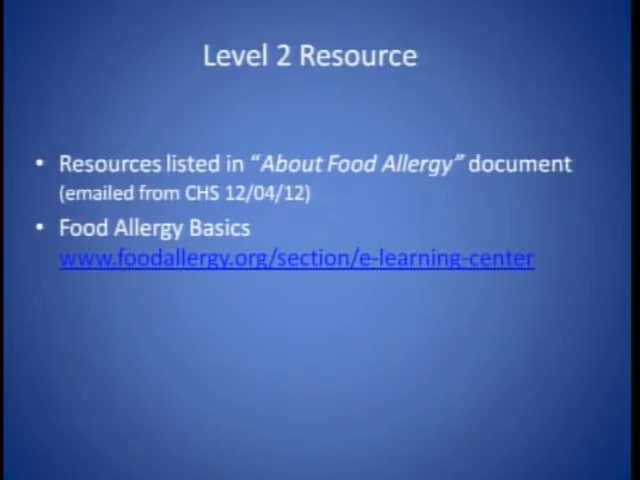 Level 2 Resource
• Resources listed in “About Food Allergy” document
(emailed from CHS 12/04/12)
• Food Allergy Basics
www.foodallergy.org/section/e-learning-center